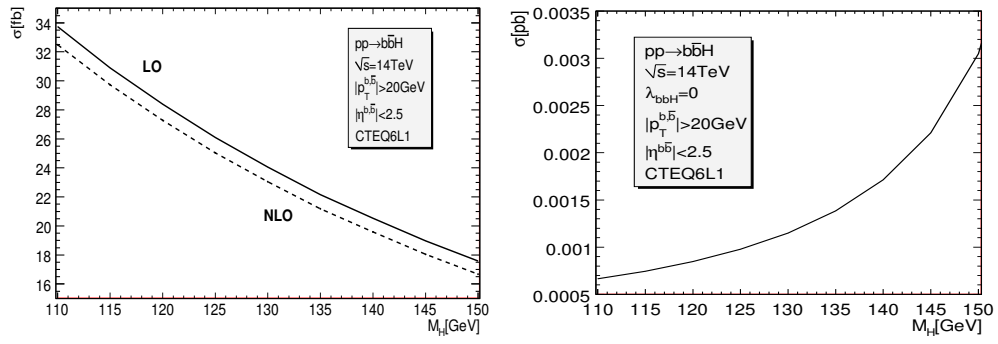 σ[fb]
34
32
30
28
26
24
22
20
18
16
110 115 120 125 130 135 140 145 150
M_H[GeV]
LO
NLO
pp→bb̄H
√s=14TeV
|p_T^{b,b̄}|>20GeV
|η^{b,b̄}|<2.5
CTEQ6L1
σ[pb]
0.0035
0.003
0.0025
0.002
0.0015
0.001
0.0005
110 115 120 125 130 135 140 145 150
M_H[GeV]
pp→bb̄H
√s=14TeV
λ_{bbH}=0
|p_T^{b,b̄}|>20GeV
|η^{bb̄}|<2.5
CTEQ6L1